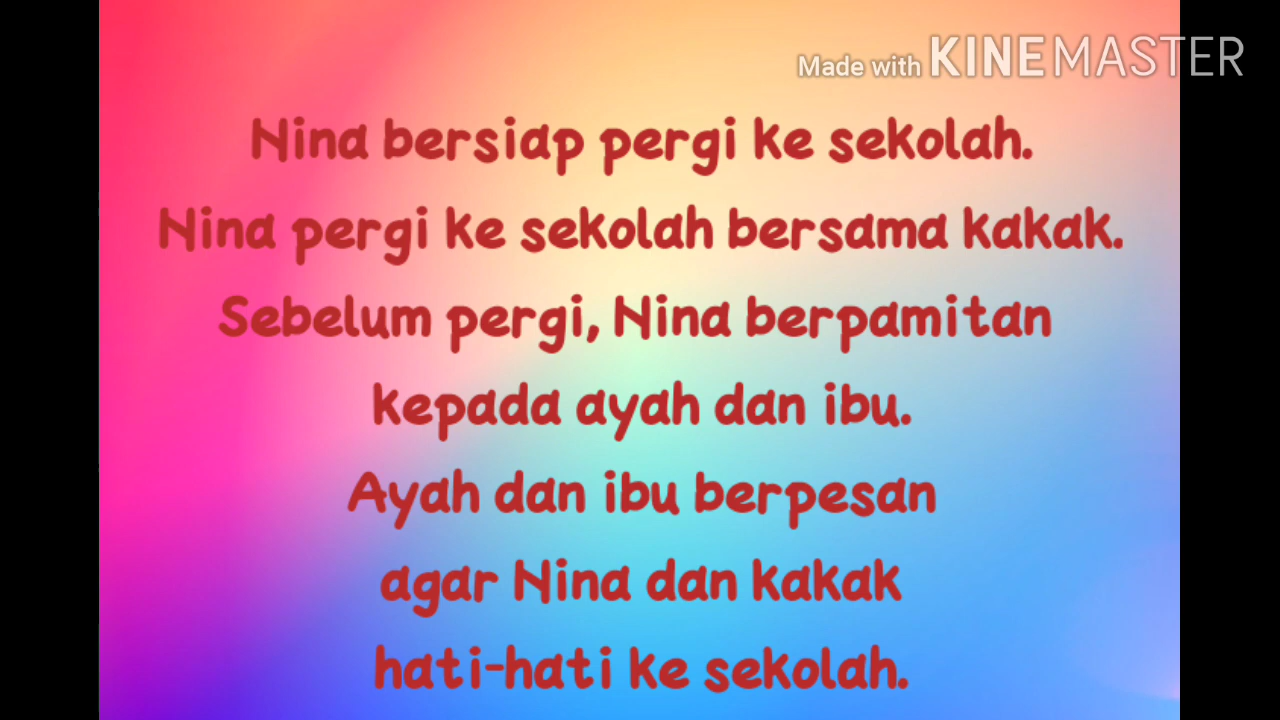 Made with KINEMASTER
Nina bersiap pergi ke sekolah.
Nina pergi ke sekolah bersama kakak.
Sebelum pergi, Nina berpamitan
kepada ayah dan ibu.
Ayah dan ibu berpesan
agar Nina dan kakak
hati-hati ke sekolah.